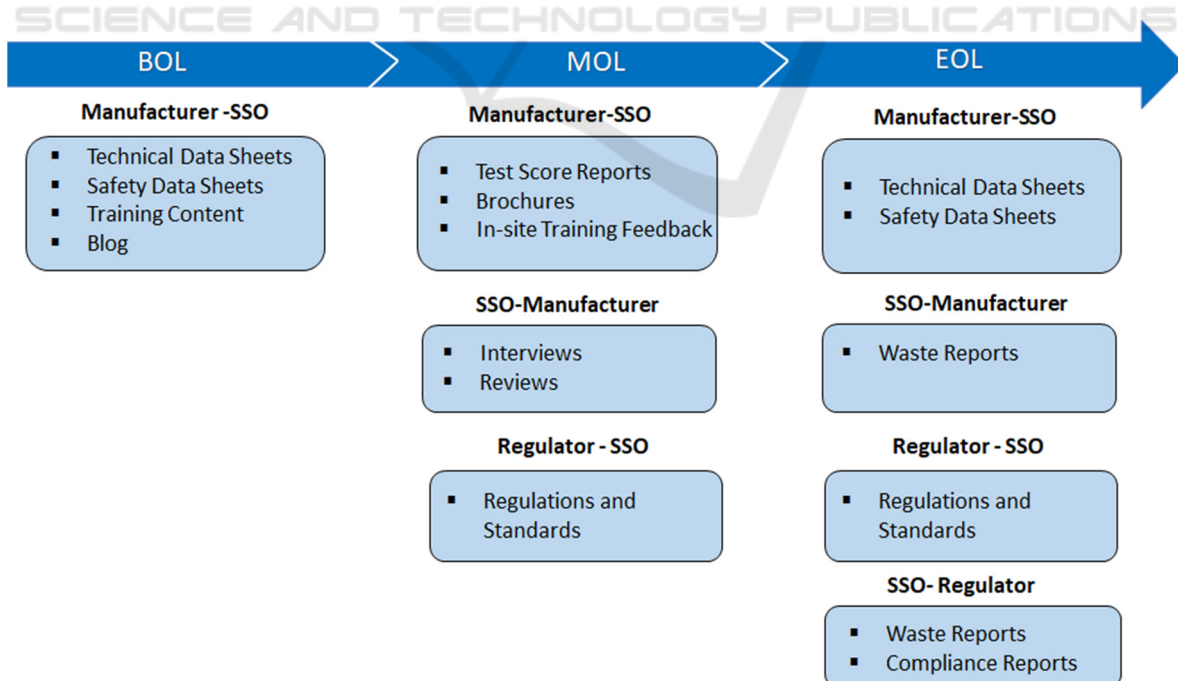 SCIENCE AND TECHNOLOGY PUBLICATIONS
BOL
MOL
EOL
Manufacturer -SSO
Technical Data Sheets
Safety Data Sheets
Training Content
Blog
Manufacturer-SSO
Test Score Reports
Brochures
In-site Training Feedback
SSO-Manufacturer
Interviews
Reviews
Regulator - SSO
Regulations and
Standards
Manufacturer-SSO
Technical Data Sheets
Safety Data Sheets
SSO-Manufacturer
Waste Reports
Regulator - SSO
Regulations and
Standards
SSO- Regulator
Waste Reports
Compliance Reports